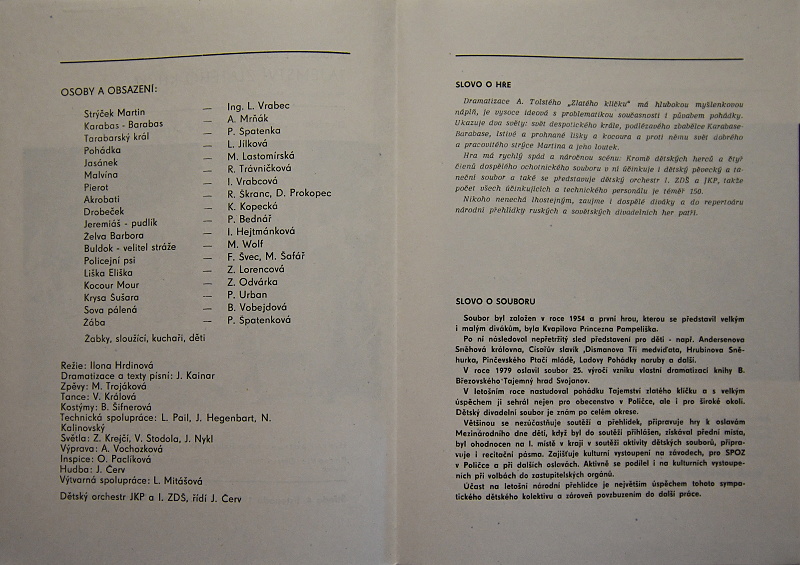 OSOBY A OBSAZENÍ:
Strýček Martin — Ing. L. Vrabec
Karabas - Barabas — A. Mrňák
Tarabarský král — P. Spatenka
Pohádka — L. Jílková
Jasánek — M. Lastomírská
Malvína — R. Trávníčková
Pierot — I. Vrabcová
Akrobati — R. Škranc, D. Prokopec
Drobeček — K. Kopecká
Jeremiáš - pudlík — P. Bednář
Želva Barbora — I. Hejtmánková
Buldok - velitel stráže — M. Wolf
Policejní psi — F. Švec, M. Šafář
Liška Eliška — Z. Lorencová
Kocour Mour — Z. Odvárka
Krysa Šušara — P. Urban
Sova pálená — B. Vobejdová
Žába — P. Spatenková
Žabky, sloužící, kuchaři, děti
Režie: Ilona Hrdinová
Dramatizace a texty písní: J. Kainar
Zpěvy: M. Trojáková
Tance: V. Králová
Kostýmy: B. Šifnerová
Technická spolupráce: L. Pail, J. Hegenbart, N.
Kalinovský
Světla: Z. Krejčí, V. Stodola, J. Nykl
Výprava: A. Vochozková
Inspice: O. Paclíková
Hudba: J. Červ
Výtvarná spolupráce: L. Mitášová
Dětský orchestr JKP a I. ZDŠ, řídí J. Červ
SLOVO O HŘE
Dramatizace A. Tolstého „Zlatého klíčku" má hlubokou myšlenkovou
náplň, je vysoce ideová s problematikou současnosti i půvabem pohádky.
Ukazuje dva světy: svět despotického krále, podlézavého zbabělce Karabase-
Barabase, lstivé a prohnané lišky a kocoura a proti němu svět dobrého
a pracovitého strýce Martina a jeho loutek.
Hra má rychlý spád a náročnou scénu. Kromě dětských herců a čtyř
členů dospělého ochotnického souboru v ní účinkuje i dětský pěvecký a ta-
neční soubor a také se představuje dětský orchestr I. ZDŠ a JKP, takže
počet všech účinkujících a technického personálu je téměř 150.
Nikoho nenechá lhostejným, zaujme i dospělé diváky a do repertoáru
národní přehlídky ruských a sovětských divadelních her patří.
SLOVO O SOUBORU
Soubor byl založen v roce 1954 a první hrou, kterou se představil velkým
i malým divákům, byla Kvapilova Princezna Pampeliška.
Po ní následoval nepřetržitý sled představení pro děti - např. Andersenova
Sněhová královna, Císařův slavík ,Dismanova Tři medvíďata, Hrubínova Sně-
hurka, Pinčevského Ptačí mládě, Ladovy Pohádky naruby a další.
V roce 1979 oslavil soubor 25. výročí vzniku vlastní dramatizací knihy B.
Březovského Tajemný hrad Svojanov.
V letošním roce nastudoval pohádku Tajemství zlatého klíčku a s velkým
úspěchem ji sehrál nejen pro obecenstvo v Poličce, ale i pro široké okolí.
Dětský divadelní soubor je znám po celém okrese.
Většinou se nezúčastňuje soutěží a přehlídek, připravuje hry k oslavám
Mezinárodního dne dětí, když byl do soutěží přihlášen, získával přední místa,
byl ohodnocen na I. místě v kraji v soutěži aktivity dětských souborů, připra-
vuje i recitační pásma. Zajišťuje kulturní vystoupení na závodech, pro SPOZ
v Poličce a při dalších oslavách. Aktivně se podílel i na kulturních vystoupe-
ních při volbách do zastupitelských orgánů.
Účast na letošní národní přehlídce je největším úspěchem tohoto sympa-
tického dětského kolektivu a zároveň povzbuzením do další práce.